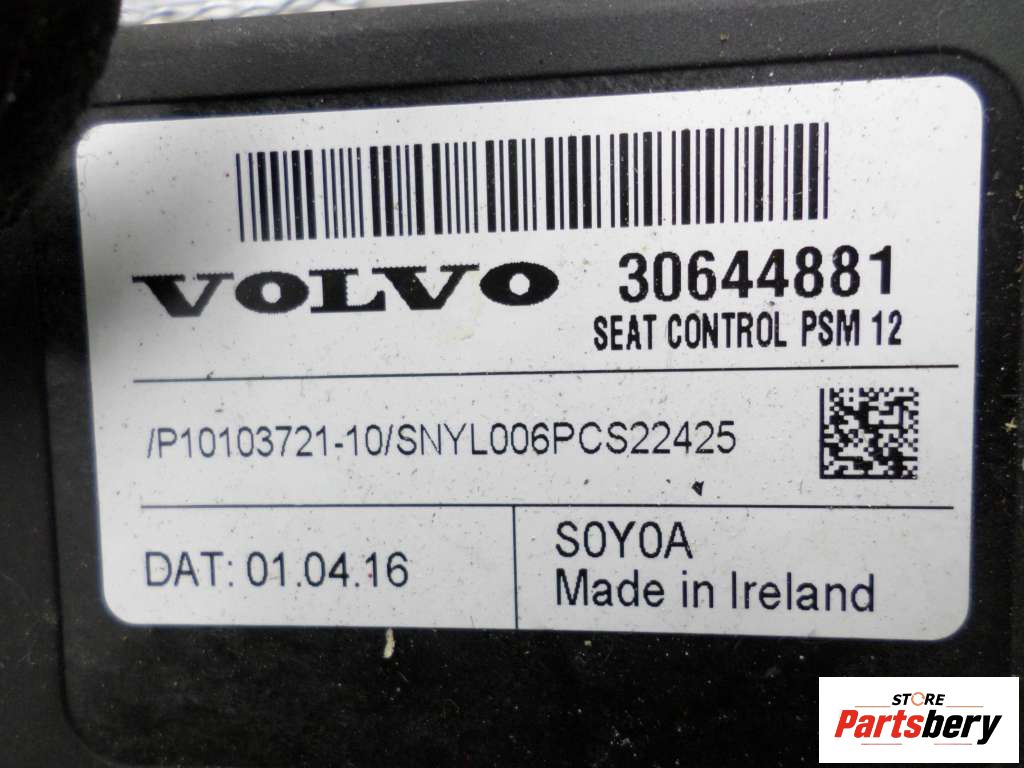 VOLVO 30644881
SEAT CONTROL PSM 12
/P10103721-10/SNYL006PCS22425
DAT: 01.04.16
S0Y0A
Made in Ireland
STORE
Partsbery